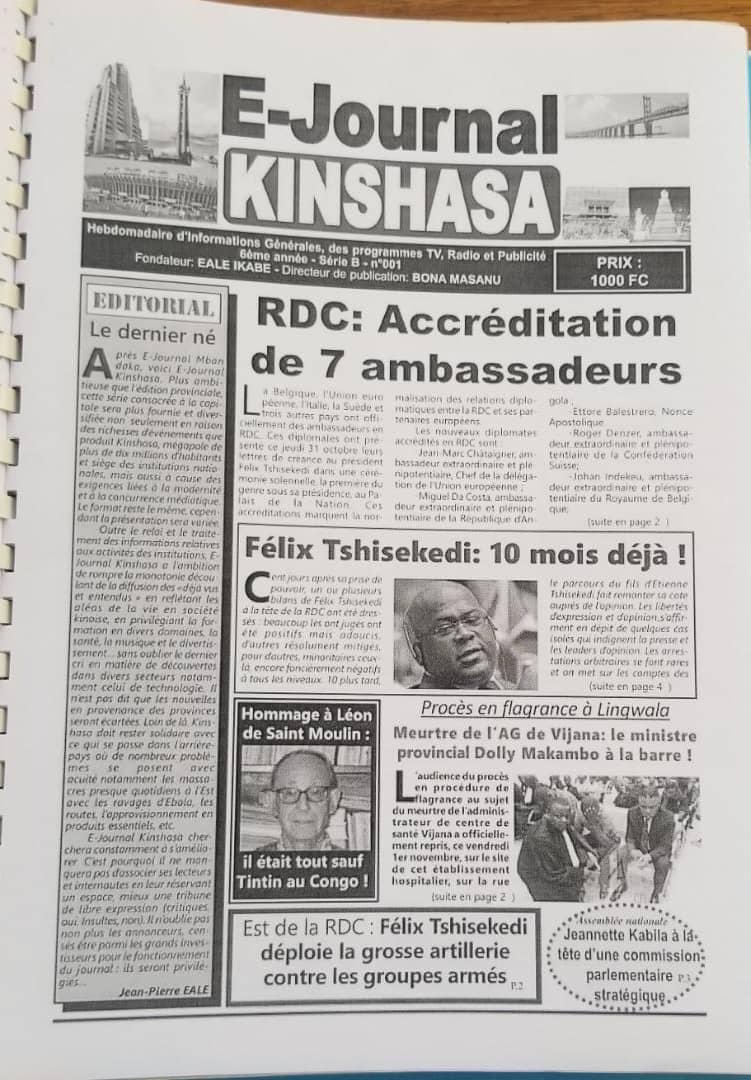 E-Journal
KINSHASA
Hebdomadaire d'Informations Générales, des programmes TV, Radio et Publicité
6ème année - Série B - n°001
Fondateur: EALE IKABE - Directeur de publication: BONA MASANU
PRIX :
1000 FC
EDITORIAL
Le dernier né
Après E-Journal Mban
daka, voici E-Journal
Kinshasa. Plus ambi-
tieuse que l'édition provinciale,
cette série consacrée à la capi-
tale sera plus fournie et diver-
sifiée non seulement en raison
des richesses d'événements que
produit Kinshasa, mégapole de
plus de dix millions d'habitants
et siège des institutions natio-
nales, mais aussi à cause des
exigences liées à la modernité
et à la concurrence médiatique.
Le format reste le même, cepen-
dant la présentation sera variée.
Outre le relai et le traite-
ment des informations relatives
aux activités des institutions, E-
Journal Kinshasa a l'ambition
de rompre la monotonie décou-
lant de la diffusion des «déjà vus
et entendus » en reflétant les
aléas de la vie en société
kinoise, en privilégiant la for-
mation en divers domaines, la
santé, la musique et le divertis-
sement... sans oublier le dernier
cri en matière de découvertes
dans divers secteurs notam-
ment celui de technologie. Il
n'est pas dit que les nouvelles
en provenance des provinces
seront écartées. Loin de là. Kins-
hasa doit rester solidaire avec
ce qui se passe dans l'arrière-
pays où de nombreux problè-
mes se posent avec
acuité notamment les massa-
cres presque quotidiens à l'Est
avec les ravages d'Ebola, les
routes, l'approvisionnement en
produits essentiels, etc.
E-Journal Kinshasa cher-
chera constamment à s'amélio-
rer. C'est pourquoi il ne man-
quera pas d'associer ses lecteurs
et internautes en leur réservant
un espace, mieux une tribune
de libre expression (critiques,
oui. Insultes, non). Il n'oublie pas
non plus les annonceurs, cen-
sés être parmi les grands inves-
tisseurs pour le fonctionnement
du journal : ils seront privilé-
giés...
Jean-Pierre EALE
RDC: Accréditation
de 7 ambassadeurs
La Belgique, l'Union euro
péenne, l'Italie, la Suède et
trois autres pays ont offi-
ciellement des ambassadeurs en
RDC. Ces diplomates ont pré-
senté ce jeudi 31 octobre leurs
lettres de créance au président
Félix Tshisekedi dans une céré-
monie solennelle, la première du
genre sous sa présidence, au Pa-
lais de la Nation. Ces
accréditations marquent la nor-
malisation des relations diplo-
matiques entre la RDC et ses par-
tenaires européens.
Les nouveaux diplomates
accrédités en RDC sont :
-Jean-Marc Châtaigner, am-
bassadeur extraordinaire et plé-
nipotentiaire, Chef de la déléga-
tion de l'Union européenne ;
-Miguel Da Costa, ambassa-
deur extraordinaire et plénipo-
tentiaire de la République d'An-
gola ;
-Ettore Balestrero, Nonce
Apostolique
-Roger Denzer, ambassa-
deur extraordinaire et plénipo-
tentiaire de la Confédération
Suisse;
-Johan Indekeu, ambassa-
deur extraordinaire et plénipo-
tentiaire du Royaume de Belgi-
que;
(suite en page 2 )
Félix Tshisekedi: 10 mois déjà !
Cent jours après sa prise de
pouvoir, un ou plusieurs
bilans de Félix Tshisekedi
à la tête de la RDC ont été dres-
sés : beaucoup les ont jugés ont
été positifs mais adoucis,
d'autres résolument mitigés,
pour d'autres, minoritaires ceux-
là, encore foncièrement négatifs
à tous les niveaux. 10 plus tard,
le parcours du fils d'Etienne
Tshisekedi fait remonter sa cote
auprès de l'opinion. Les libertés
d'expression et d'opinion s'affir-
ment en dépit de quelques cas
isolés qui indignent la presse et
les leaders d'opinion. Les arres-
tations arbitraires se font rares
et on met sur les comptes des
(suite en page 4 )
Hommage à Léon
de Saint Moulin :
il était tout sauf
Tintin au Congo !
Procès en flagrance à Lingwala
Meurtre de l'AG de Vijana: le ministre
provincial Dolly Makambo à la barre !
L'audience du procès
en procédure de
flagrance au sujet
du meurtre de l'adminis-
trateur de centre de
santé Vijana a officielle-
ment repris, ce vendredi
1er novembre, sur le site
de cet établissement
hospitalier, sur la rue
(suite en page 2 )
Est de la RDC : Félix Tshisekedi
déploie la grosse artillerie
contre les groupes armés P.2
Assemblée nationale
Jeannette Kabila à la
tête d'une commission
parlementaire P.3
stratégique